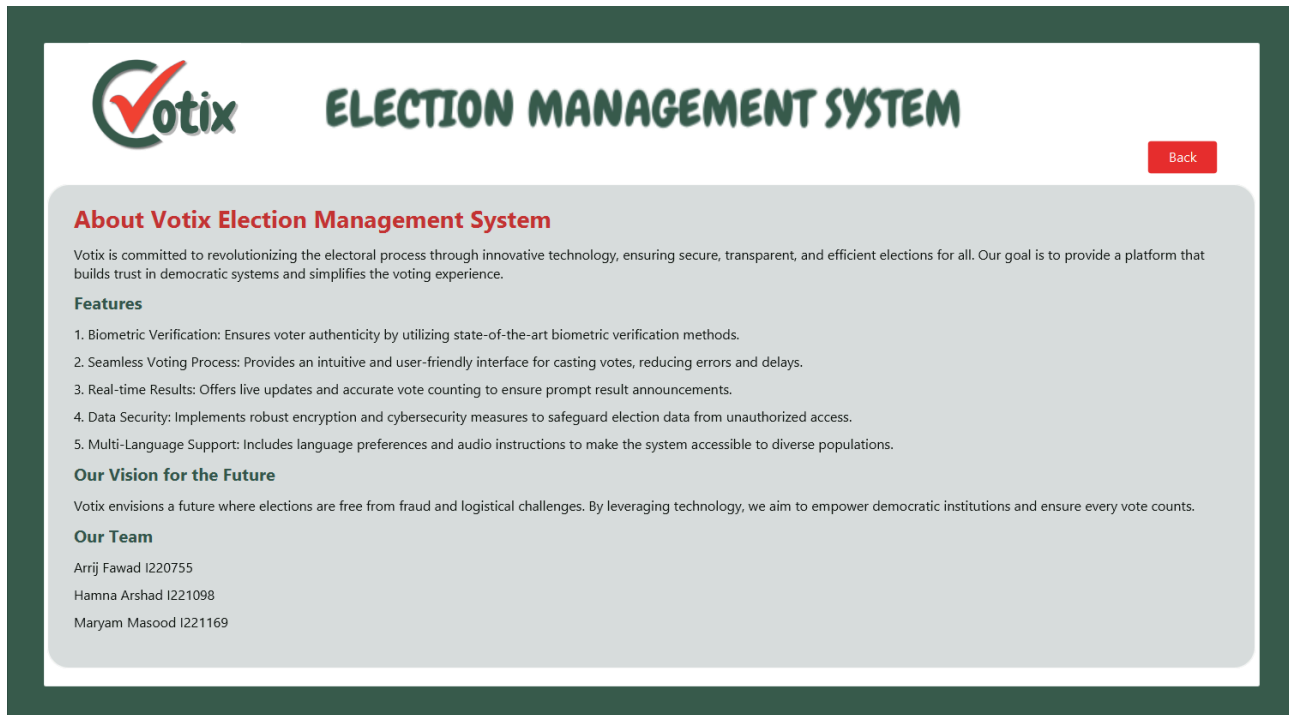 Votix
ELECTION MANAGEMENT SYSTEM
Back
About Votix Election Management System
Votix is committed to revolutionizing the electoral process through innovative technology, ensuring secure, transparent, and efficient elections for all. Our goal is to provide a platform that
builds trust in democratic systems and simplifies the voting experience.
Features
1. Biometric Verification: Ensures voter authenticity by utilizing state-of-the-art biometric verification methods.
2. Seamless Voting Process: Provides an intuitive and user-friendly interface for casting votes, reducing errors and delays.
3. Real-time Results: Offers live updates and accurate vote counting to ensure prompt result announcements.
4. Data Security: Implements robust encryption and cybersecurity measures to safeguard election data from unauthorized access.
5. Multi-Language Support: Includes language preferences and audio instructions to make the system accessible to diverse populations.
Our Vision for the Future
Votix envisions a future where elections are free from fraud and logistical challenges. By leveraging technology, we aim to empower democratic institutions and ensure every vote counts.
Our Team
Arrij Fawad I220755
Hamna Arshad I221098
Maryam Masood I221169